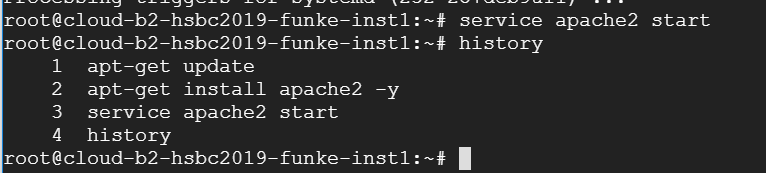 root@cloud-b2-hsbc2019-funke-inst1:~# service apache2 start
root@cloud-b2-hsbc2019-funke-inst1:~# history
    1  apt-get update
    2  apt-get install apache2 -y
    3  service apache2 start
    4  history
root@cloud-b2-hsbc2019-funke-inst1:~#